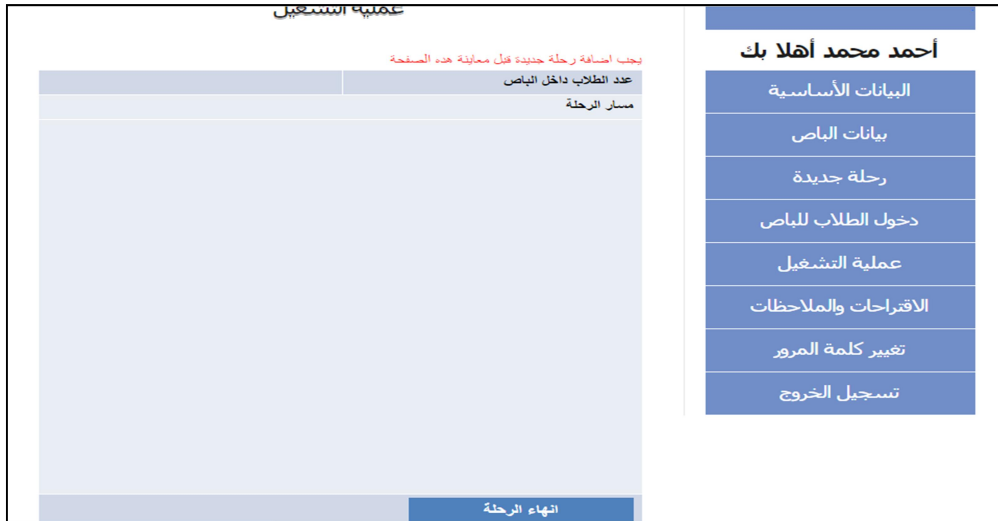 عملية التشغيل
يجب اضافة رحلة جديدة قبل معاينة هذه الصفحة
عدد الطلاب داخل الباص
مسار الرحلة
انهاء الرحلة
أحمد محمد أهلا بك
البيانات الأساسية
بيانات الباص
رحلة جديدة
دخول الطلاب للباص
عملية التشغيل
الاقتراحات والملاحظات
تغيير كلمة المرور
تسجيل الخروج